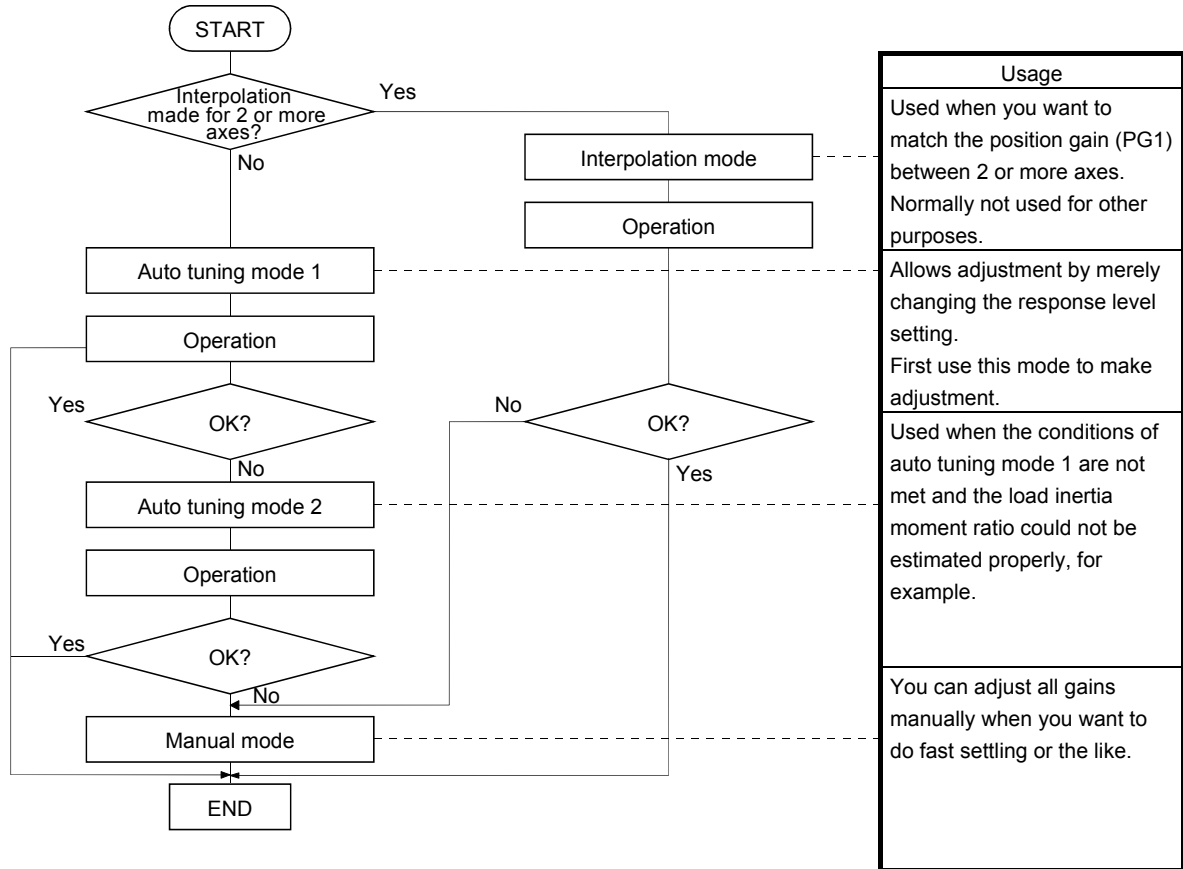 START
Interpolation
made for 2 or more
axes?
Yes
No
Interpolation mode
Operation
Auto tuning mode 1
Operation
Yes
OK?
No
No
OK?
Yes
Auto tuning mode 2
Operation
Yes
OK?
No
Manual mode
END
Usage
Used when you want to
match the position gain (PG1)
between 2 or more axes.
Normally not used for other
purposes.
Allows adjustment by merely
changing the response level
setting.
First use this mode to make
adjustment.
Used when the conditions of
auto tuning mode 1 are not
met and the load inertia
moment ratio could not be
estimated properly, for
example.
You can adjust all gains
manually when you want to
do fast settling or the like.